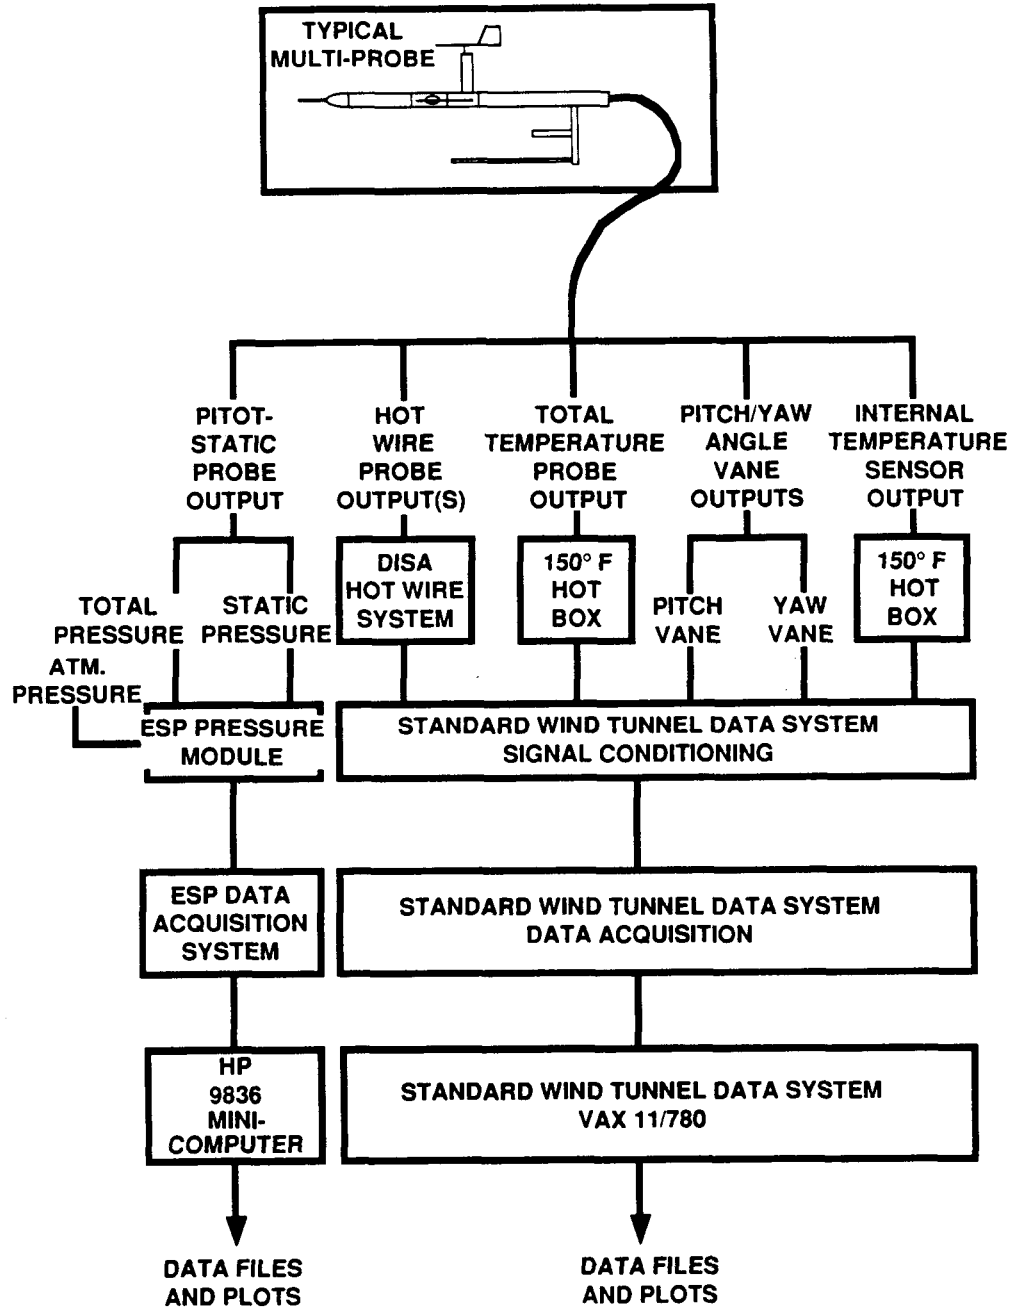 TYPICAL
MULTI-PROBE
PITOT-
STATIC
PROBE
OUTPUT
HOT
WIRE
PROBE
OUTPUT(S)
TOTAL
TEMPERATURE
PROBE
OUTPUT
PITCH/YAW
ANGLE
VANE
OUTPUTS
INTERNAL
TEMPERATURE
SENSOR
OUTPUT
TOTAL
PRESSURE
STATIC
PRESSURE
DISA
HOT WIRE
SYSTEM
150° F
HOT
BOX
PITCH
VANE
YAW
VANE
150° F
HOT
BOX
ATM.
PRESSURE
ESP PRESSURE
MODULE
STANDARD WIND TUNNEL DATA SYSTEM
SIGNAL CONDITIONING
ESP DATA
ACQUISITION
SYSTEM
STANDARD WIND TUNNEL DATA SYSTEM
DATA ACQUISITION
HP
9836
MINI-
COMPUTER
STANDARD WIND TUNNEL DATA SYSTEM
VAX 11/780
DATA FILES
AND PLOTS
DATA FILES
AND PLOTS